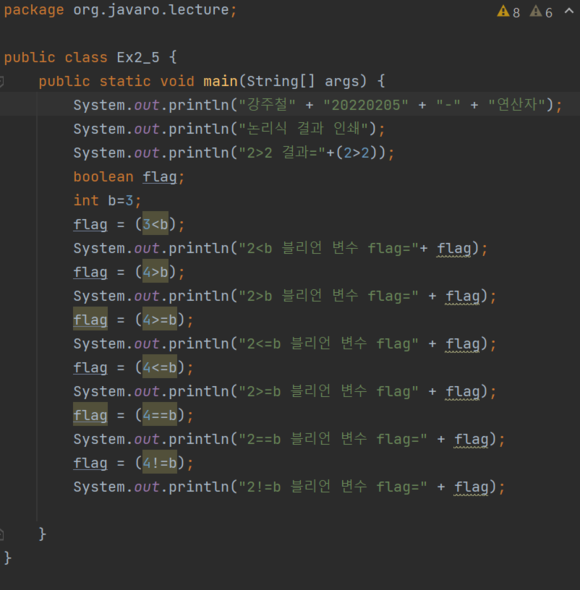 package org.javaro.lecture;
8 6
public class Ex2_5 {
public static void main(String[] args) {
System.out.println("강주철" + "20220205" + "-" + "연산자");
System.out.println("논리식 결과 인쇄");
System.out.println("2>2 결과="+(2>2));
boolean flag;
int b=3;
flag = (3<b);
System.out.println("2<b 블리언 변수 flag="+ flag);
flag = (4>b);
System.out.println("2>b 블리언 변수 flag=" + flag);
flag = (4>=b);
System.out.println("2<=b 블리언 변수 flag" + flag);
flag = (4<=b);
System.out.println("2>=b 블리언 변수 flag" + flag);
flag = (4==b);
System.out.println("2==b 블리언 변수 flag=" + flag);
flag = (4!=b);
System.out.println("2!=b 블리언 변수 flag=" + flag);
}
}